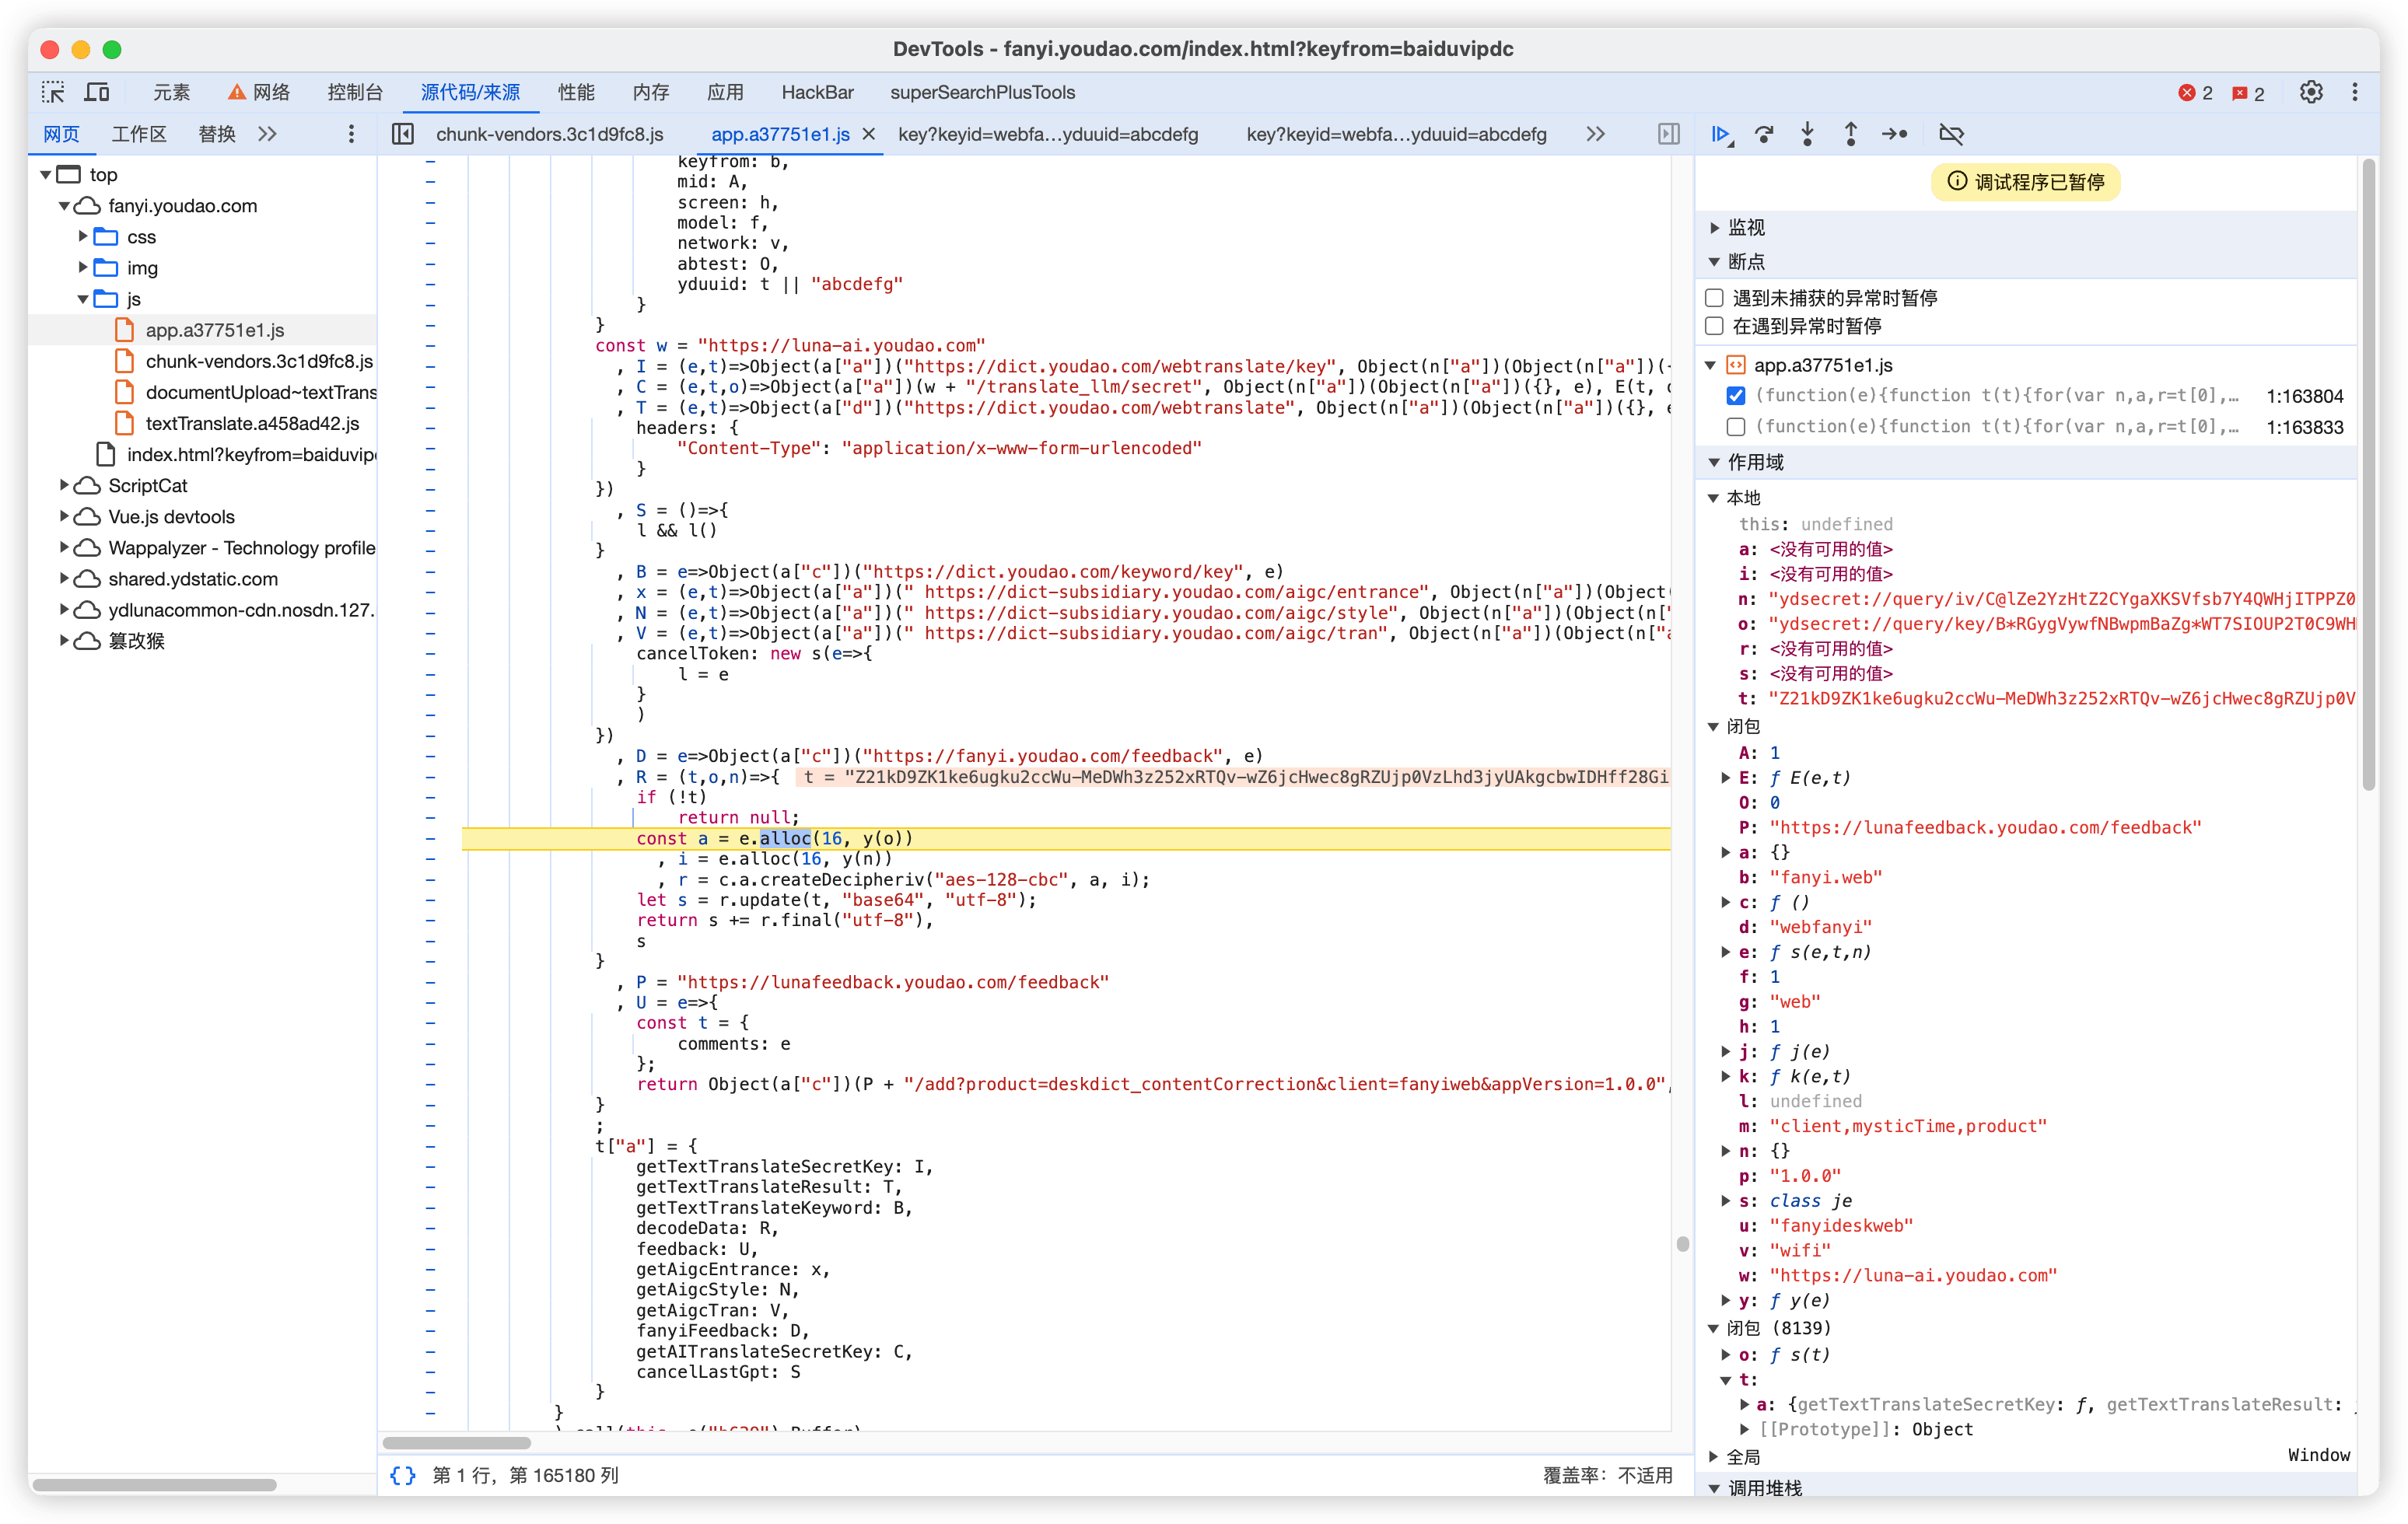 DevTools - fanyi.youdao.com/index.html?keyfrom=baiduvipdc
元素 网络 控制台 源代码/来源 性能 内存 应用 HackBar superSearchPlusTools 2 2
网页 工作区 替换
chunk-vendors.3c1d9fc8.js app.a37751e1.js key?keyid=webfa…yduuid=abcdefg key?keyid=webfa…yduuid=abcdefg
top
fanyi.youdao.com
css
img
js
app.a37751e1.js
chunk-vendors.3c1d9fc8.js
documentUpload~textTrans
textTranslate.a458ad42.js
index.html?keyfrom=baiduvip
ScriptCat
Vue.js devtools
Wappalyzer - Technology profile
shared.ydstatic.com
ydlunacommon-cdn.nosdn.127.
篡改猴
keyfrom: b,
mid: A,
screen: h,
model: f,
network: v,
abtest: O,
yduuid: t || "abcdefg"
}
}
const w = "https://luna-ai.youdao.com"
, I = (e,t)=>Object(a["a"])("https://dict.youdao.com/webtranslate/key", Object(n["a"])(Object(n["a"])(
, C = (e,t,o)=>Object(a["a"])(w + "/translate_llm/secret", Object(n["a"])(Object(n["a"])({}, e), E(t,
, T = (e,t)=>Object(a["d"])("https://dict.youdao.com/webtranslate", Object(n["a"])(Object(n["a"])({},
headers: {
"Content-Type": "application/x-www-form-urlencoded"
}
})
, S = ()=>{
l && l()
}
, B = e=>Object(a["c"])("https://dict.youdao.com/keyword/key", e)
, x = (e,t)=>Object(a["a"])(" https://dict-subsidiary.youdao.com/aigc/entrance", Object(n["a"])(Object
, N = (e,t)=>Object(a["a"])(" https://dict-subsidiary.youdao.com/aigc/style", Object(n["a"])(Object(n["
, V = (e,t)=>Object(a["a"])(" https://dict-subsidiary.youdao.com/aigc/tran", Object(n["a"])(Object(n["a
cancelToken: new s(e=>{
l = e
}
)
})
, D = e=>Object(a["c"])("https://fanyi.youdao.com/feedback", e)
, R = (t,o,n)=>{ t = "Z21kD9ZK1ke6ugku2ccWu-MeDWh3z252xRTQv-wZ6jcHwec8gRZUjp0VzLhd3jyUAkgcbwIDHff28Gi
if (!t)
return null;
const a = e.alloc(16, y(o))
, i = e.alloc(16, y(n))
, r = c.a.createDecipheriv("aes-128-cbc", a, i);
let s = r.update(t, "base64", "utf-8");
return s += r.final("utf-8"),
s
}
, P = "https://lunafeedback.youdao.com/feedback"
, U = e=>{
const t = {
comments: e
};
return Object(a["c"])(P + "/add?product=deskdict_contentCorrection&client=fanyiweb&appVersion=1.0.0",
}
;
t["a"] = {
getTextTranslateSecretKey: I,
getTextTranslateResult: T,
getTextTranslateKeyword: B,
decodeData: R,
feedback: U,
getAigcEntrance: x,
getAigcStyle: N,
getAigcTran: V,
fanyiFeedback: D,
getAITranslateSecretKey: C,
cancelLastGpt: S
}
}
{} 第 1 行，第 165180 列 覆盖率：不适用
调试程序已暂停
监视
断点
遇到未捕获的异常时暂停
在遇到异常时暂停
app.a37751e1.js
(function(e){function t(t){for(var n,a,r=t[0],… 1:163804
(function(e){function t(t){for(var n,a,r=t[0],… 1:163833
作用域
本地
this: undefined
a: <没有可用的值>
i: <没有可用的值>
n: "ydsecret://query/iv/C@lZe2YzHtZ2CYgaXKSVfsb7Y4QWHjITPPZ0
o: "ydsecret://query/key/B*RGygVywfNBwpmBaZg*WT7SIOUP2T0C9WH
r: <没有可用的值>
s: <没有可用的值>
t: "Z21kD9ZK1ke6ugku2ccWu-MeDWh3z252xRTQv-wZ6jcHwec8gRZUjp0V
闭包
A: 1
E: ƒ E(e,t)
O: 0
P: "https://lunafeedback.youdao.com/feedback"
a: {}
b: "fanyi.web"
c: ƒ ()
d: "webfanyi"
e: ƒ s(e,t,n)
f: 1
g: "web"
h: 1
j: ƒ j(e)
k: ƒ k(e,t)
l: undefined
m: "client,mysticTime,product"
n: {}
p: "1.0.0"
s: class je
u: "fanyideskweb"
v: "wifi"
w: "https://luna-ai.youdao.com"
y: ƒ y(e)
闭包 (8139)
o: ƒ s(t)
t:
a: {getTextTranslateSecretKey: ƒ, getTextTranslateResult:
[[Prototype]]: Object
全局 Window
调用堆栈